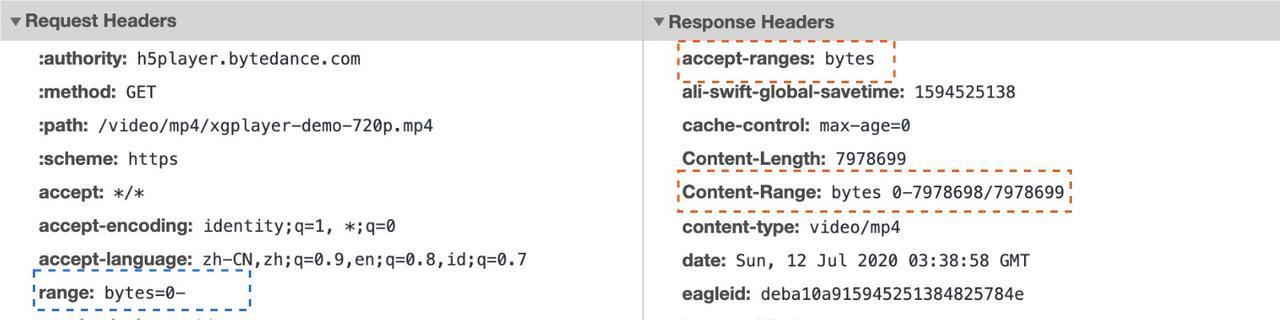 Request Headers
:authority: h5player.bytedance.com
:method: GET
:path: /video/mp4/xgplayer-demo-720p.mp4
:scheme: https
accept: */*
accept-encoding: identity;q=1, *;q=0
accept-language: zh-CN,zh;q=0.9,en;q=0.8,id;q=0.7
range: bytes=0-
Response Headers
accept-ranges: bytes
ali-swift-global-savetime: 1594525138
cache-control: max-age=0
Content-Length: 7978699
Content-Range: bytes 0-7978698/7978699
content-type: video/mp4
date: Sun, 12 Jul 2020 03:38:58 GMT
eagleid: deba10a915945251384825784e